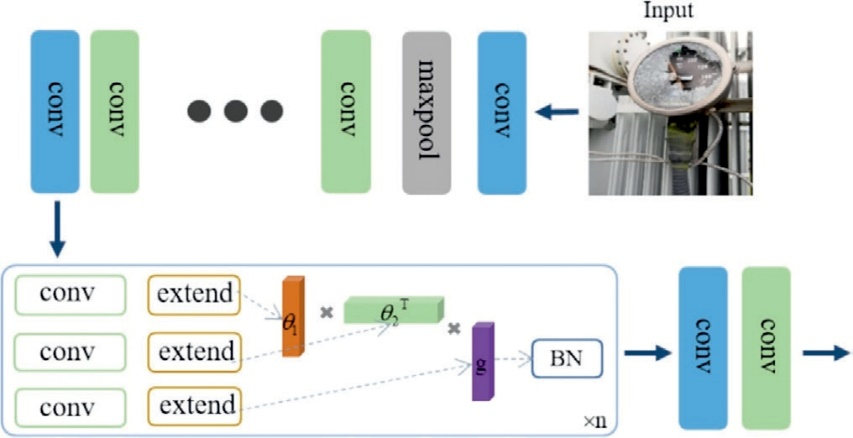 Input
conv
conv
conv
maxpool
conv
conv
extend
θ₁
×
θ₂ᵀ
×
conv
extend
BN
conv
extend
×n
conv
conv